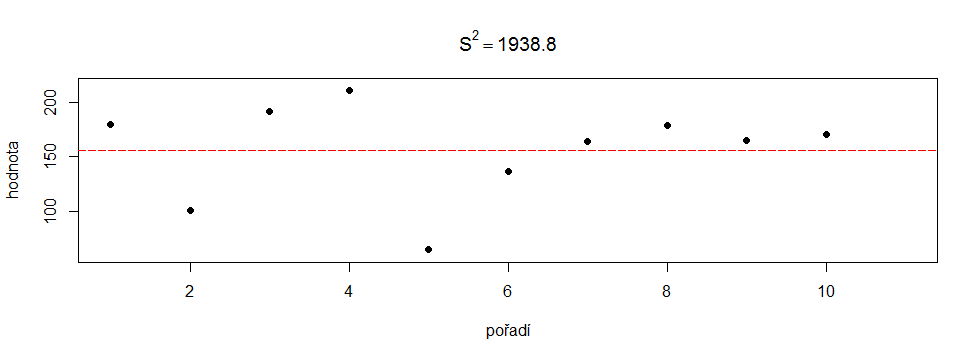 S² = 1938.8
hodnota
200
150
100
2 4 6 8 10
pořadí